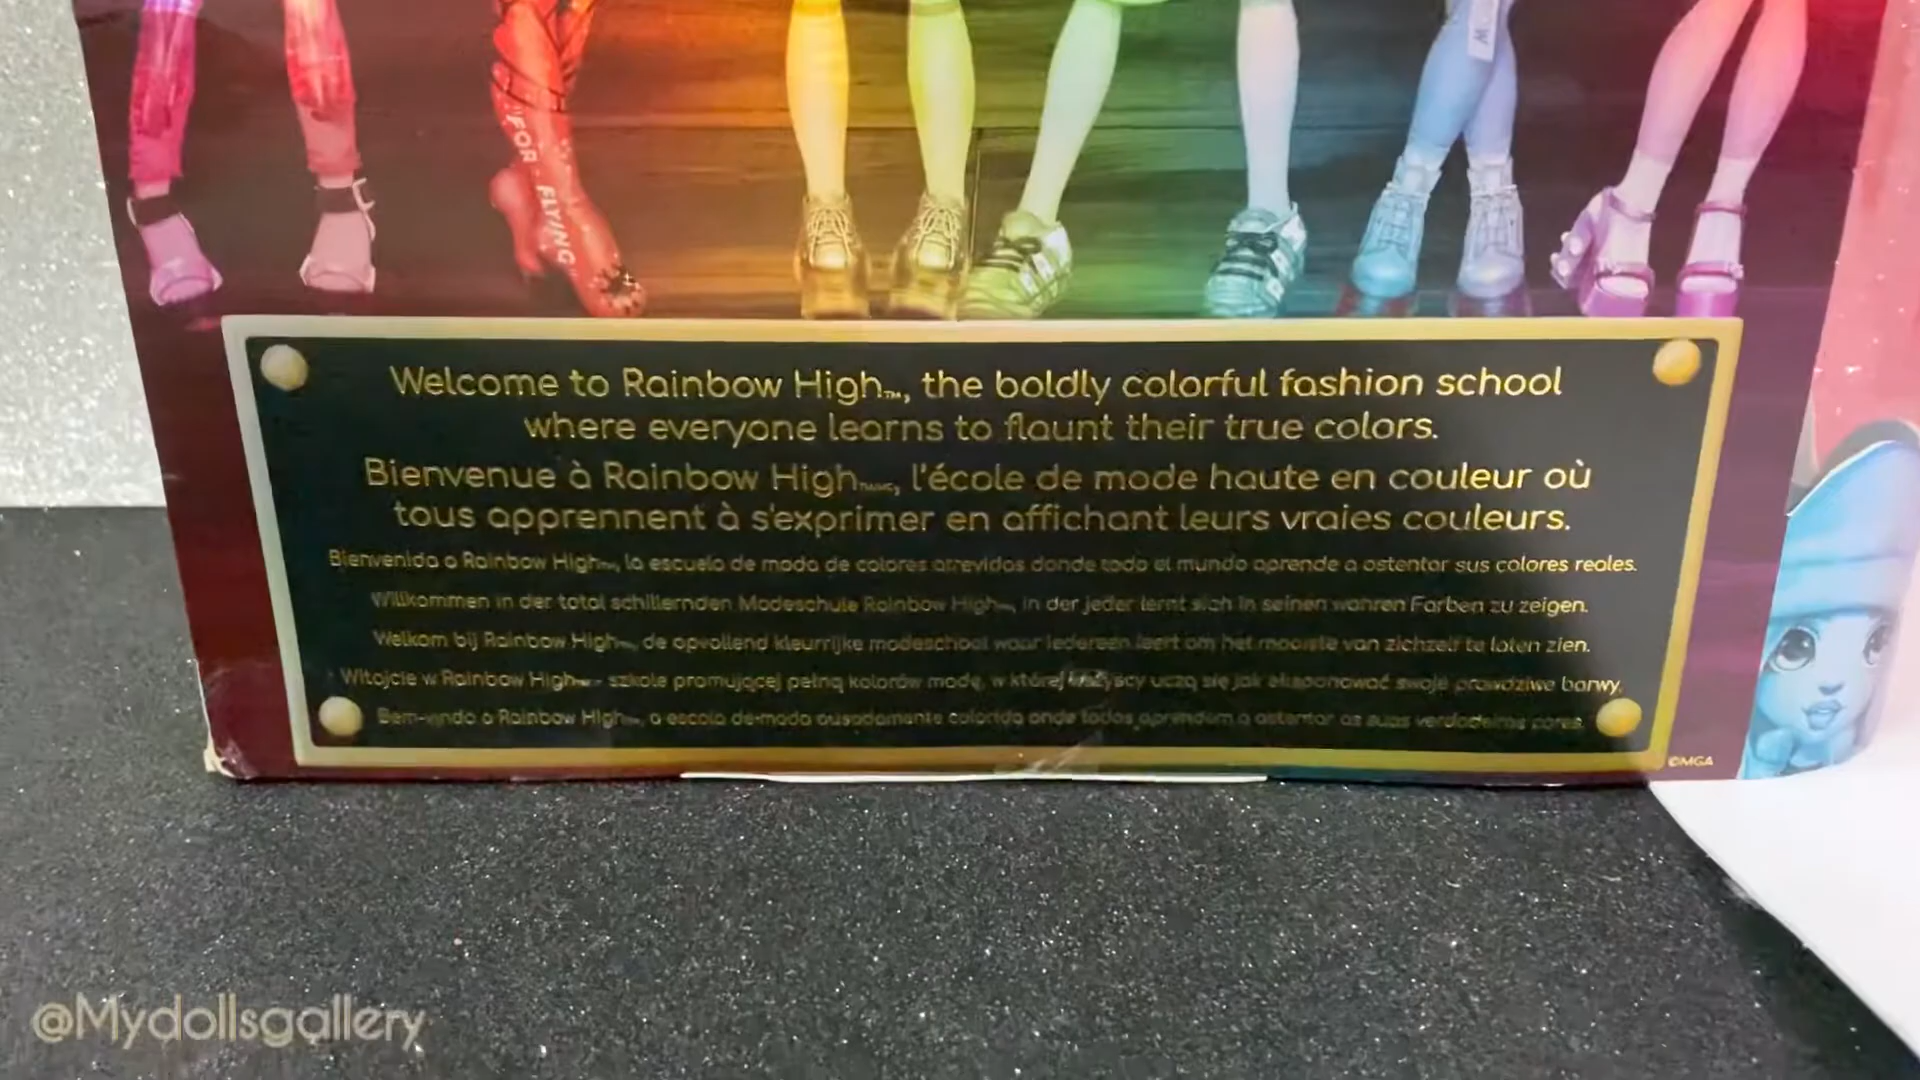 W
FOR FLYING
Welcome to Rainbow High™, the boldly colorful fashion school
where everyone learns to flaunt their true colors.
Bienvenue à Rainbow High, l'école de mode haute en couleur où
tous apprennent à s'exprimer en affichant leurs vraies couleurs.
Bienvenida a Rainbow High, la escuela de moda de colores atrevidos donde todo el mundo aprende a ostentar sus colores reales.
Willkommen in der total schillernden Modeschule Rainbow High, in der jeder lernt sich in seinen wahren Farben zu zeigen.
Welkom bij Rainbow High, de opvallend kleurrijke modeschool waar iedereen leert om het mooiste van zichzelf te laten zien.
Witajcie w Rainbow High - szkole promującej pełną kolorów modę, w której wszyscy uczą się jak eksponować swoje prawdziwe barwy.
Bem-vindo a Rainbow High, a escola de moda ousadamente colorida onde todos aprendem a ostentar as suas verdadeiras cores.
©MGA
@Mydollsgallery